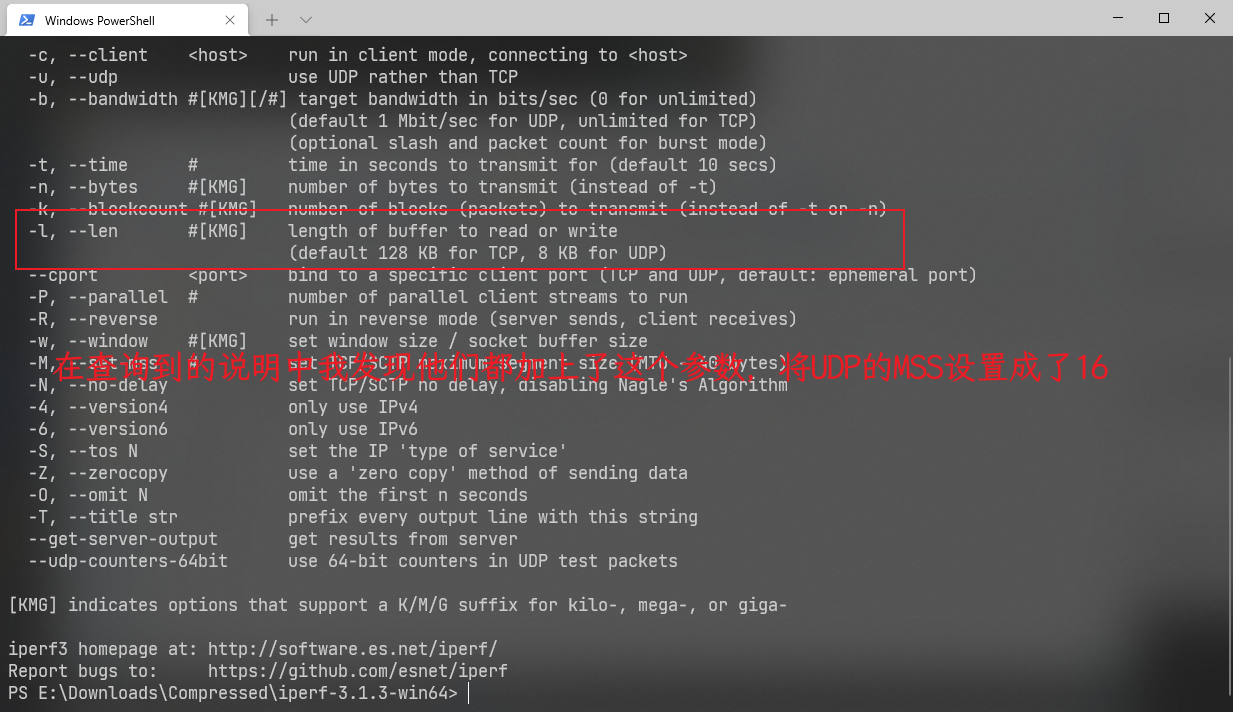 Windows PowerShell
-c, --client    <host>    run in client mode, connecting to <host>
-u, --udp                 use UDP rather than TCP
-b, --bandwidth #[KMG][/#] target bandwidth in bits/sec (0 for unlimited)
                          (default 1 Mbit/sec for UDP, unlimited for TCP)
                          (optional slash and packet count for burst mode)
-t, --time      #         time in seconds to transmit for (default 10 secs)
-n, --bytes     #[KMG]    number of bytes to transmit (instead of -t)
-k, --blockcount #[KMG]   number of blocks (packets) to transmit (instead of -t or -n)
-l, --len       #[KMG]    length of buffer to read or write
                          (default 128 KB for TCP, 8 KB for UDP)
--cport         <port>    bind to a specific client port (TCP and UDP, default: ephemeral port)
-P, --parallel  #         number of parallel client streams to run
-R, --reverse             run in reverse mode (server sends, client receives)
-w, --window    #[KMG]    set window size / socket buffer size
-M, --set-mss   #         set TCP/SCTP maximum segment size (MTU - 40 bytes)
在查询到的说明中我发现他们都加上了这个参数，将UDP的MSS设置成了16
-N, --no-delay            set TCP/SCTP no delay, disabling Nagle's Algorithm
-4, --version4            only use IPv4
-6, --version6            only use IPv6
-S, --tos N               set the IP 'type of service'
-Z, --zerocopy            use a 'zero copy' method of sending data
-O, --omit N              omit the first n seconds
-T, --title str           prefix every output line with this string
--get-server-output       get results from server
--udp-counters-64bit      use 64-bit counters in UDP test packets
[KMG] indicates options that support a K/M/G suffix for kilo-, mega-, or giga-
iperf3 homepage at: http://software.es.net/iperf/
Report bugs to:     https://github.com/esnet/iperf
PS E:\Downloads\Compressed\iperf-3.1.3-win64>